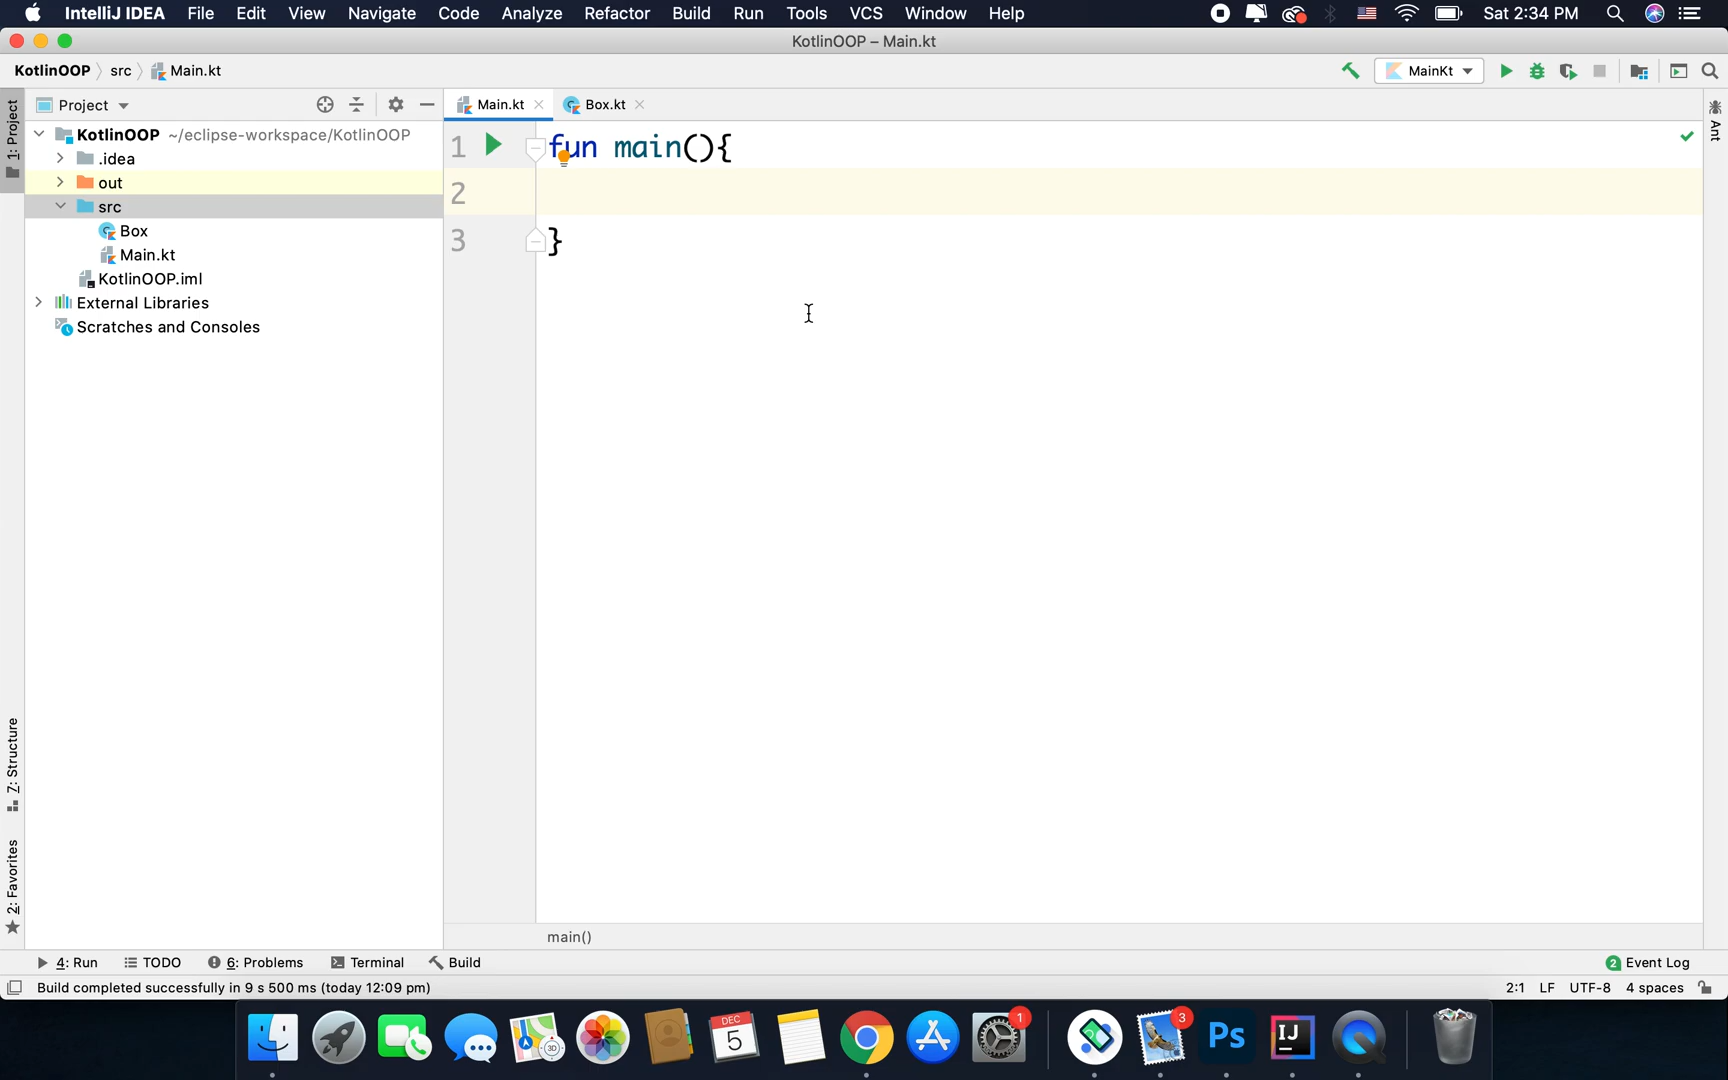 IntelliJ IDEA File Edit View Navigate Code Analyze Refactor Build Run Tools VCS Window Help Sat 2:34 PM
KotlinOOP – Main.kt
KotlinOOP src Main.kt MainKt
Project Main.kt Box.kt
1: Project
KotlinOOP ~/eclipse-workspace/KotlinOOP
.idea
out
src
Box
Main.kt
KotlinOOP.iml
External Libraries
Scratches and Consoles
1 fun main(){
2
3 }
Ant
Z: Structure
2: Favorites
main()
4: Run TODO 6: Problems Terminal Build 2 Event Log
Build completed successfully in 9 s 500 ms (today 12:09 pm) 2:1 LF UTF-8 4 spaces
3D
DEC
5
1
3
Ps
IJ